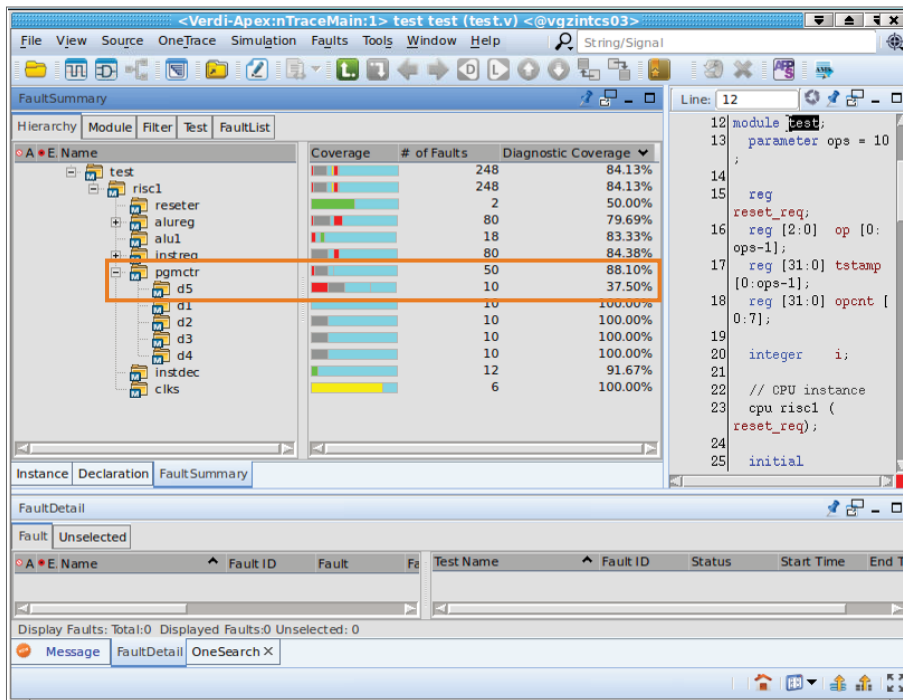 <Verdi-Apex:nTraceMain:1> test test (test.v) <@vgzintcs03>
File View Source OneTrace Simulation Faults Tools Window Help String/Signal
FaultSummary
Hierarchy Module Filter Test FaultList
A E. Name Coverage # of Faults Diagnostic Coverage
test 248 84.13%
risc1 248 84.13%
reseter 2 50.00%
alureg 80 79.69%
alu1 18 83.33%
instreg 80 84.38%
pgmctr 50 88.10%
d5 10 37.50%
d1 10 100.00%
d2 10 100.00%
d3 10 100.00%
d4 10 100.00%
instdec 12 91.67%
clks 6 100.00%
Instance Declaration FaultSummary
Line: 12
12 module test;
13 parameter ops = 10
;
14
15 reg
reset_req;
16 reg [2:0] op [0:
ops-1];
17 reg [31:0] tstamp
[0:ops-1];
18 reg [31:0] opcnt [
0:7];
19
20 integer i;
21
22 // CPU instance
23 cpu risc1 (
reset_req);
24
25 initial
FaultDetail
Fault Unselected
A E. Name Fault ID Fault Fa
Test Name Fault ID Status Start Time End T
Display Faults: Total:0 Displayed Faults:0 Unselected: 0
Message FaultDetail OneSearch